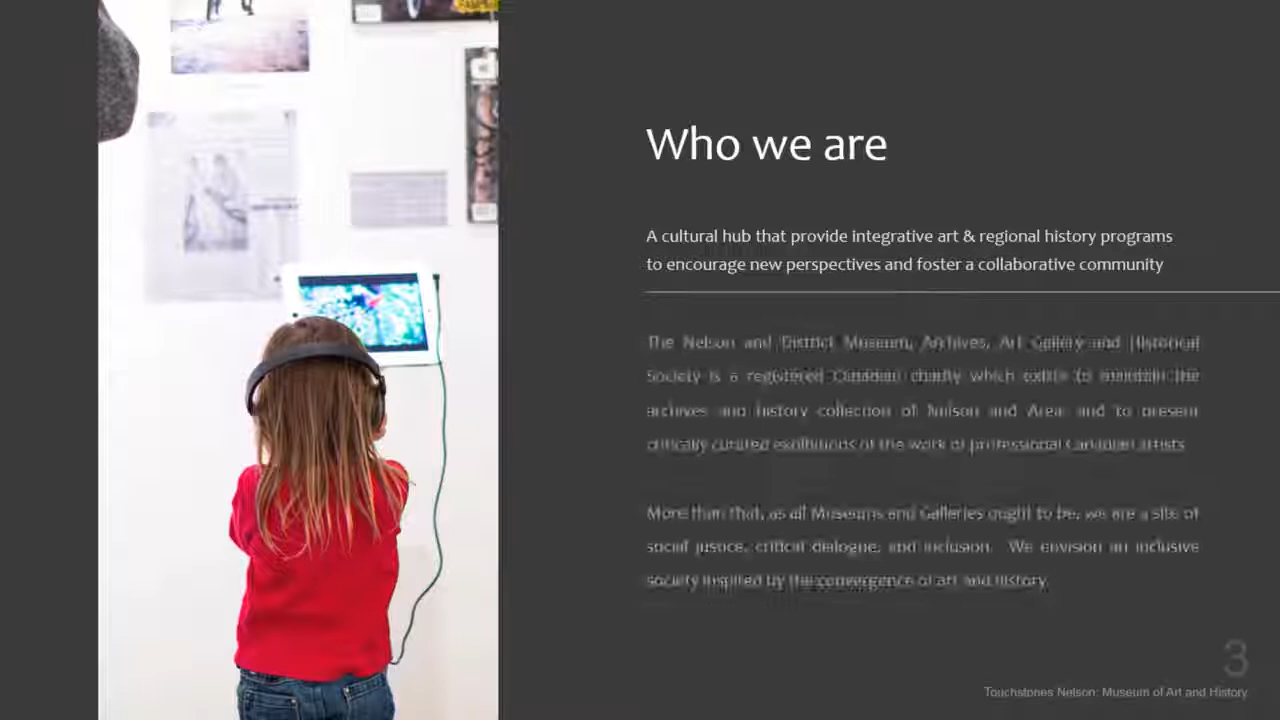 Who we are
A cultural hub that provide integrative art & regional history programs
to encourage new perspectives and foster a collaborative community
The Nelson and District Museum, Archives, Art Gallery and Historical
Society is a registered Canadian charity which exists to maintain the
archives and history collection of Nelson and Area and to present
critically curated exhibitions of the work of professional Canadian artists
More than that, as all Museums and Galleries ought to be, we are a site of
social justice, critical dialogue, and inclusion. We envision an inclusive
society inspired by the convergence of art and history.
3
Touchstones Nelson: Museum of Art and History